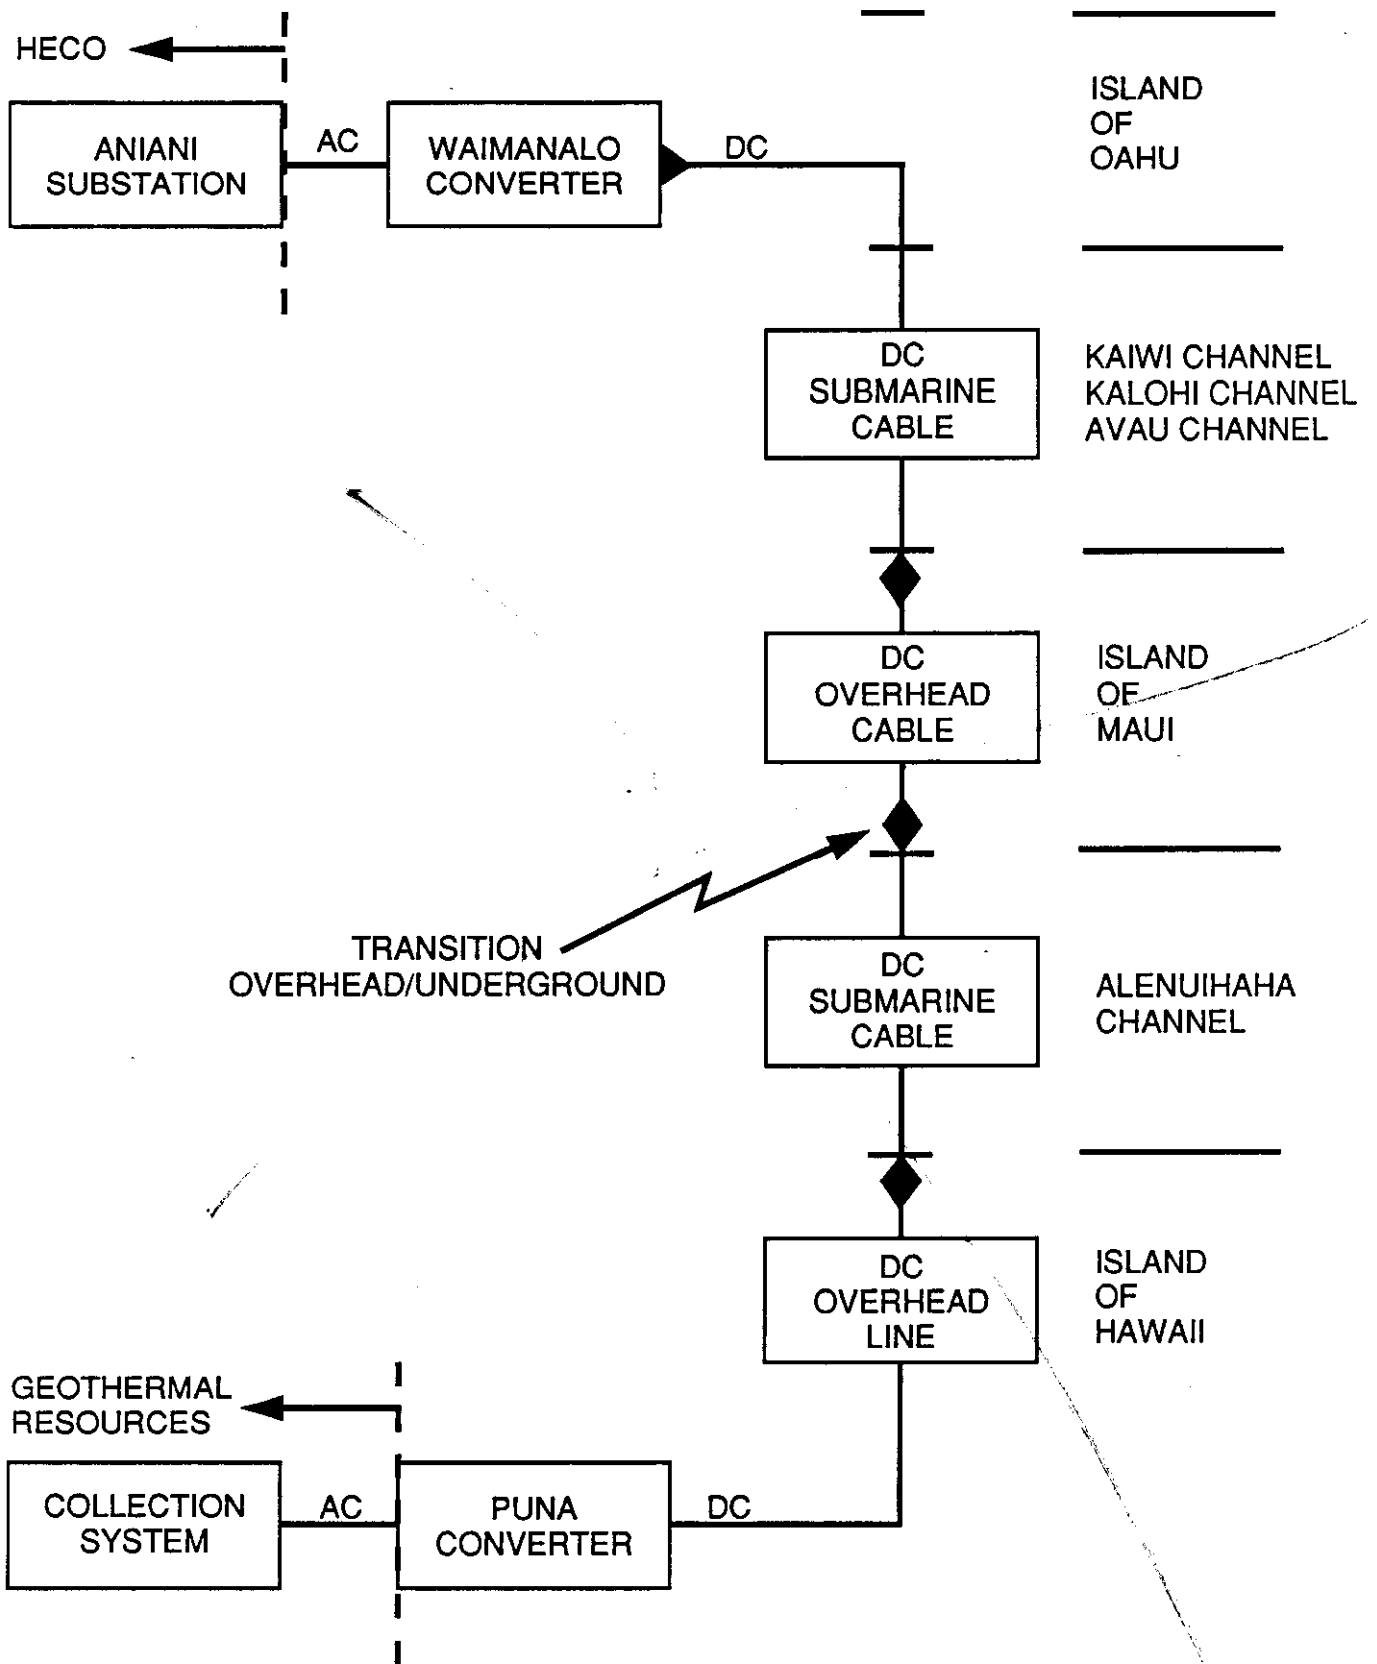 HECO
ANIANI
SUBSTATION
AC
WAIMANALO
CONVERTER
DC
ISLAND
OF
OAHU
DC
SUBMARINE
CABLE
KAIWI CHANNEL
KALOHI CHANNEL
AVAU CHANNEL
DC
OVERHEAD
CABLE
ISLAND
OF
MAUI
TRANSITION
OVERHEAD/UNDERGROUND
DC
SUBMARINE
CABLE
ALENUIHAHA
CHANNEL
DC
OVERHEAD
LINE
ISLAND
OF
HAWAII
GEOTHERMAL
RESOURCES
COLLECTION
SYSTEM
AC
PUNA
CONVERTER
DC